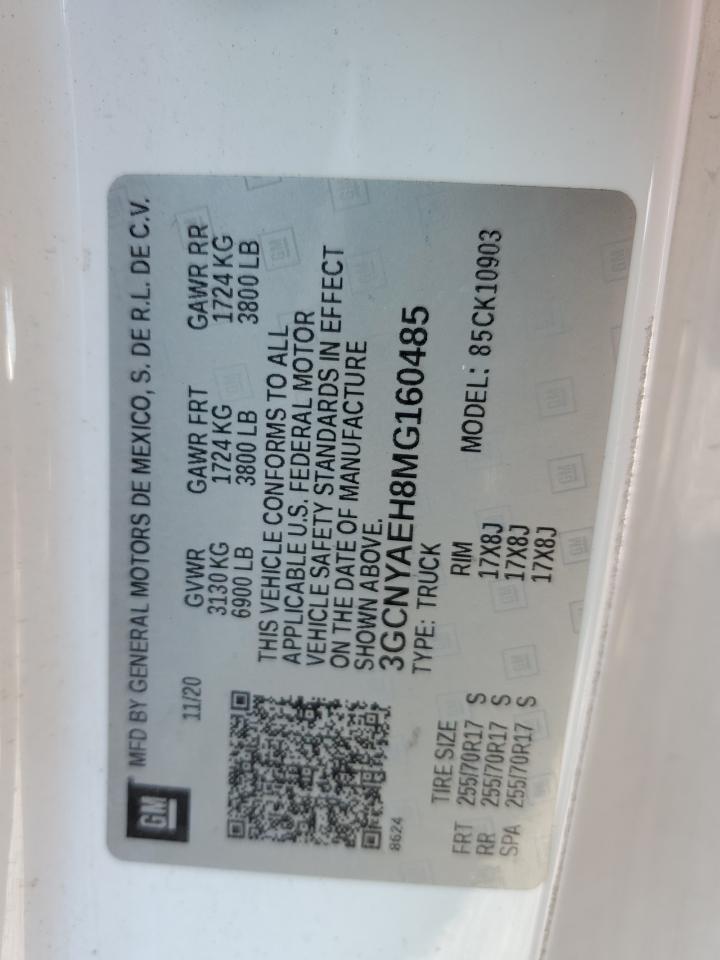 GM
MFD BY GENERAL MOTORS DE MEXICO, S. DE R.L. DE C.V.
11/20
GVWR GAWR FRT GAWR RR
3130 KG 1724 KG 1724 KG
6900 LB 3800 LB 3800 LB
THIS VEHICLE CONFORMS TO ALL
APPLICABLE U.S. FEDERAL MOTOR
VEHICLE SAFETY STANDARDS IN EFFECT
ON THE DATE OF MANUFACTURE
SHOWN ABOVE.
3GCNYAEH8MG160485
8624
TYPE: TRUCK
MODEL: 85CK10903
TIRE SIZE RIM
FRT 255/70R17 S 17X8J
RR 255/70R17 S 17X8J
SPA 255/70R17 S 17X8J